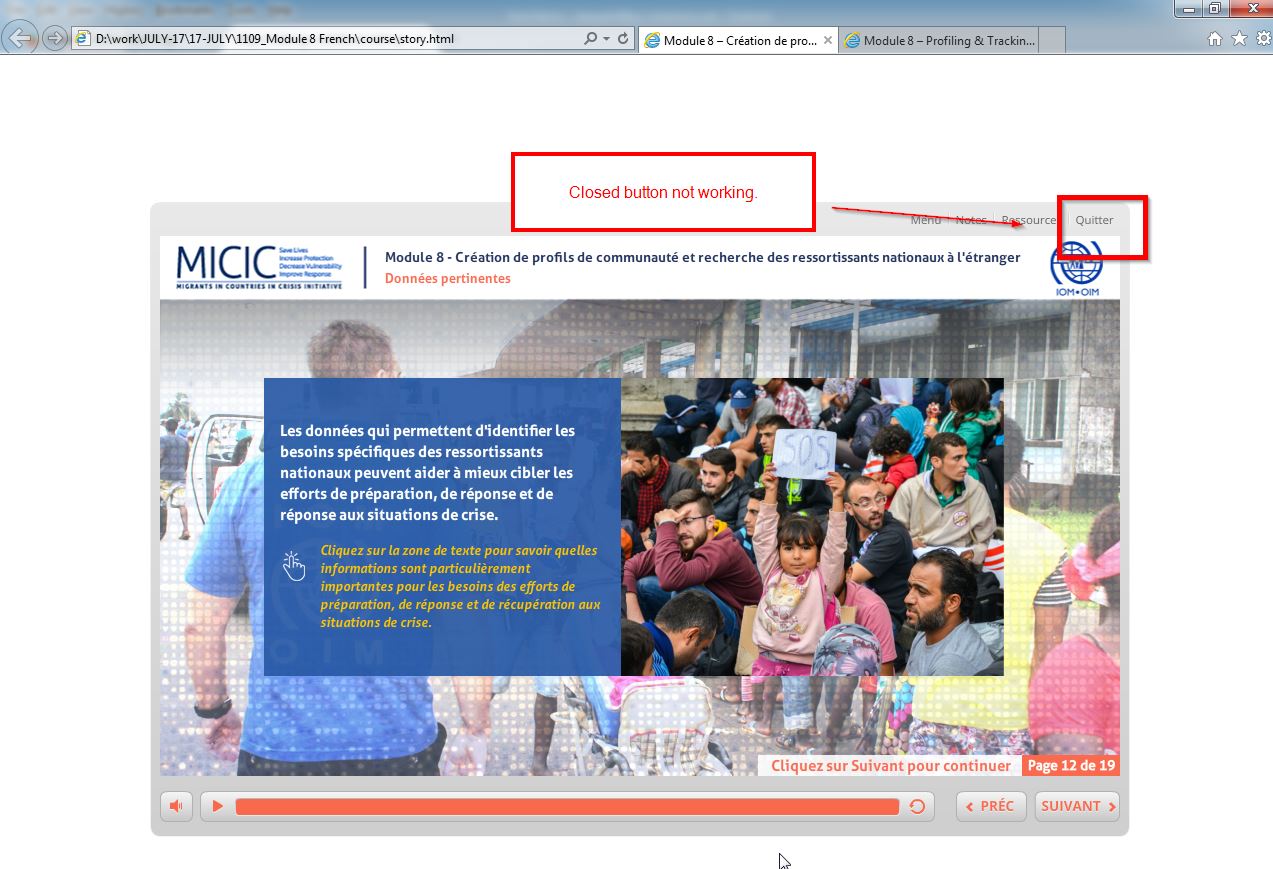 D:\work\JULY-17\17-JULY\1109_Module 8 French\course\story.html
Module 8 – Création de pro...
Module 8 – Profiling & Trackin...
Closed button not working.
Menu
Notes
Ressource
Quitter
MICIC
Save Lives
Increase Protection
Decrease Vulnerability
Improve Response
MIGRANTS IN COUNTRIES IN CRISIS INITIATIVE
Module 8 - Création de profils de communauté et recherche des ressortissants nationaux à l'étranger
Données pertinentes
IOM•OIM
Les données qui permettent d'identifier les
besoins spécifiques des ressortissants
nationaux peuvent aider à mieux cibler les
efforts de préparation, de réponse et de
réponse aux situations de crise.
Cliquez sur la zone de texte pour savoir quelles
informations sont particulièrement
importantes pour les besoins des efforts de
préparation, de réponse et de récupération aux
situations de crise.
SOS
OIM
Cliquez sur Suivant pour continuer
Page 12 de 19
PRÉC
SUIVANT